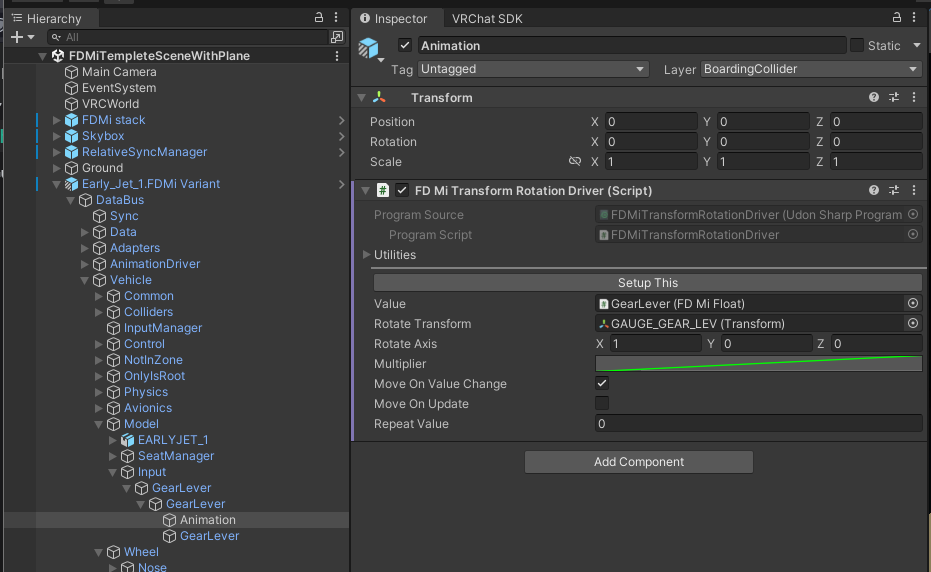 Hierarchy
All
FDMiTempleteSceneWithPlane
Main Camera
EventSystem
VRCWorld
FDMi stack
Skybox
RelativeSyncManager
Ground
Early_Jet_1.FDMi Variant
DataBus
Sync
Data
Adapters
AnimationDriver
Vehicle
Common
Colliders
InputManager
Control
NotInZone
OnlyIsRoot
Physics
Avionics
Model
EARLYJET_1
SeatManager
Input
GearLever
GearLever
Animation
GearLever
Wheel
Nose
Inspector VRChat SDK
Animation Static
Tag Untagged Layer BoardingCollider
Transform
Position X 0 Y 0 Z 0
Rotation X 0 Y 0 Z 0
Scale X 1 Y 1 Z 1
# FD Mi Transform Rotation Driver (Script)
Program Source FDMiTransformRotationDriver (Udon Sharp Program
Program Script FDMiTransformRotationDriver
Utilities
Setup This
Value GearLever (FD Mi Float)
Rotate Transform GAUGE_GEAR_LEV (Transform)
Rotate Axis X 1 Y 0 Z 0
Multiplier
Move On Value Change
Move On Update
Repeat Value 0
Add Component